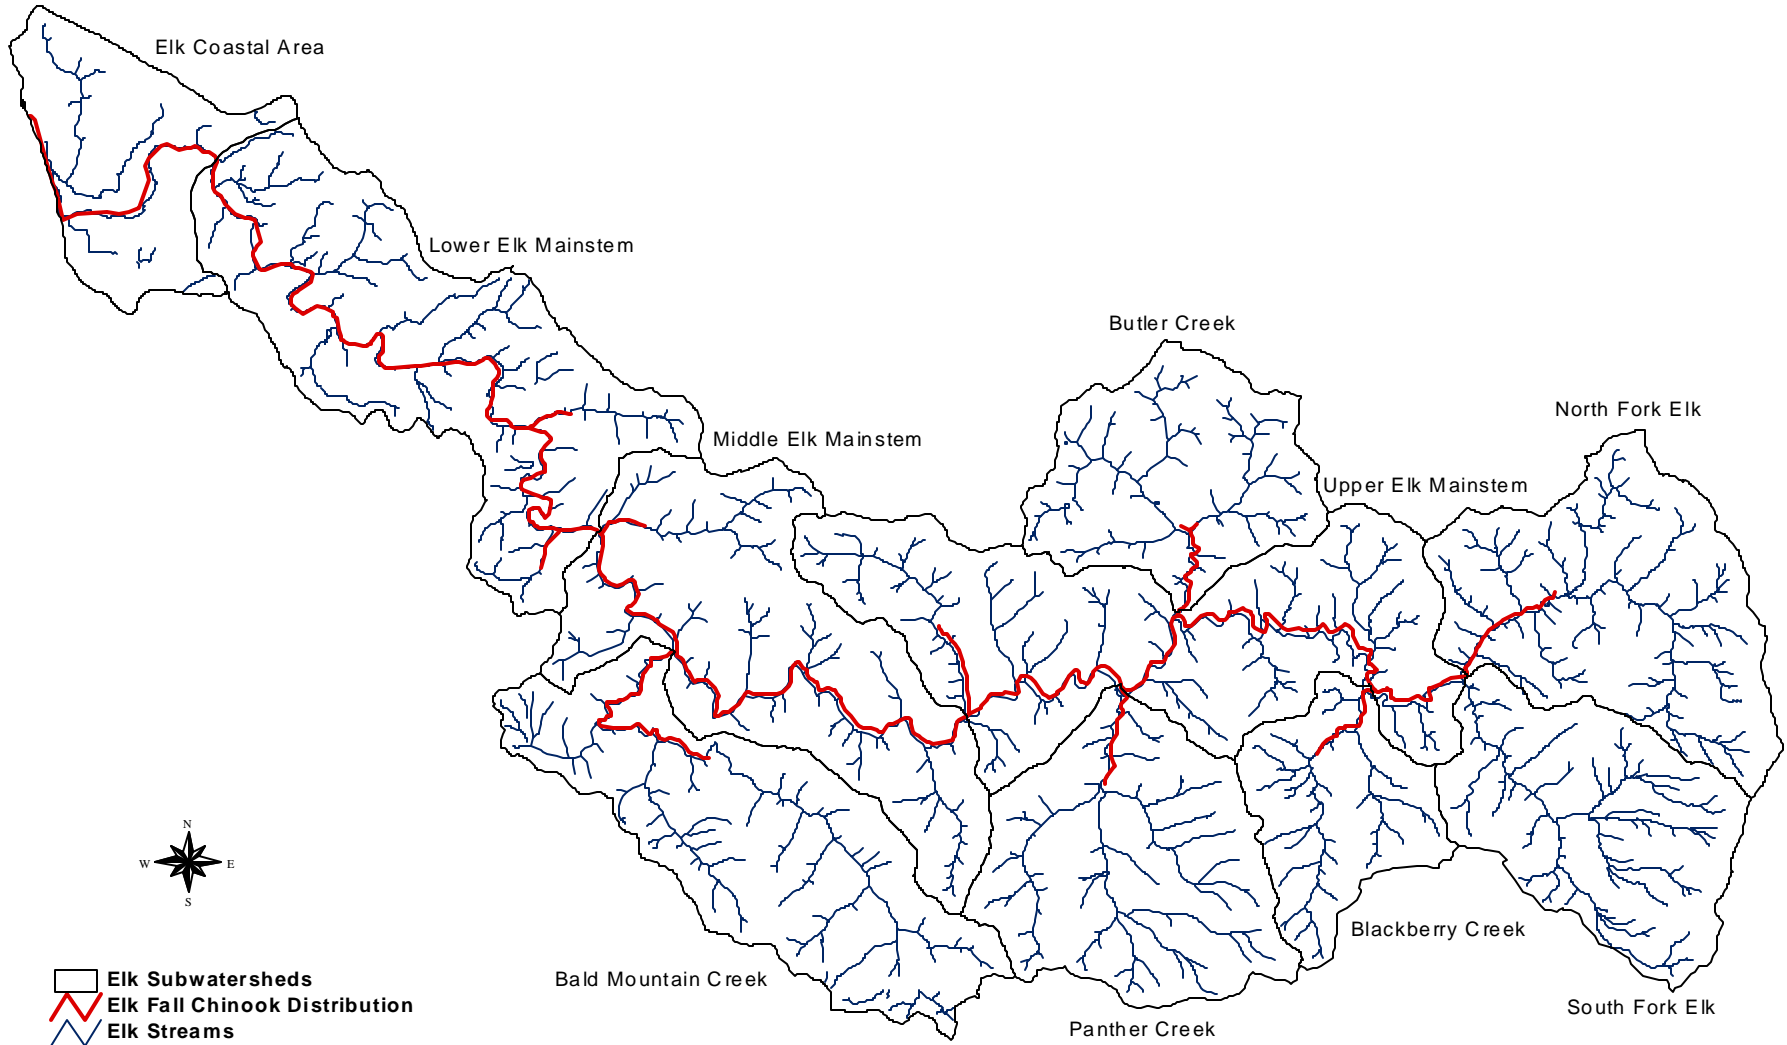 Elk Coastal Area
Lower Elk Mainstem
Butler Creek
North Fork Elk
Middle Elk Mainstem
Upper Elk Mainstem
N
W
E
S
Blackberry Creek
Bald Mountain Creek
South Fork Elk
Panther Creek
Elk Subwatersheds
Elk Fall Chinook Distribution
Elk Streams